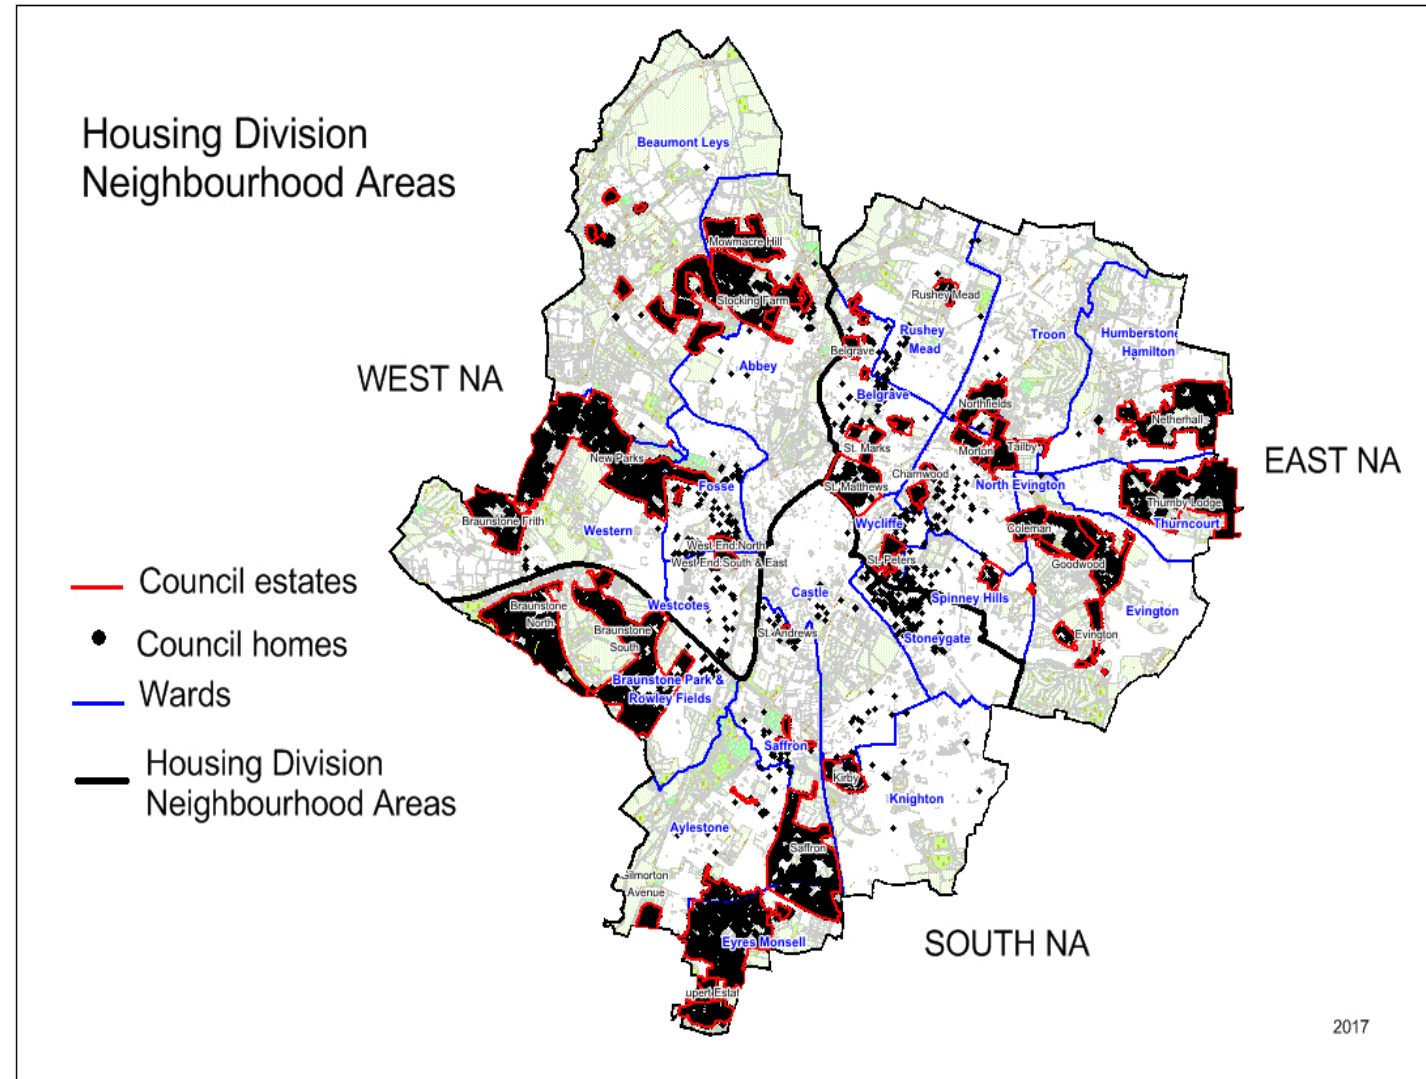 Housing Division
Neighbourhood Areas
Beaumont Leys
Mowmacre Hill
Stocking Farm
Rushey Mead
Rushey
Mead
Troon
Humberstone
Hamilton
Belgrave
Abbey
WEST NA
Belgrave
Northfields
Netherhall
St. Marks
Morton
Tailby
EAST NA
New Parks
Charnwood
North Evington
St. Matthews
Fosse
Thurnby Lodge
Thurncourt
Braunstone Frith
Western
Wycliffe
Coleman
West End:North
West End:South & East
St. Peters
Goodwood
Council estates
Castle
Spinney Hills
Evington
Braunstone
North
Westcotes
Braunstone
South
St. Andrews
Stoneygate
Evington
Council homes
Braunstone Park &
Rowley Fields
Wards
Saffron
Housing Division
Neighbourhood Areas
Kirby
Knighton
Aylestone
Saffron
Gilmorton
Avenue
Eyres Monsell
SOUTH NA
upert Estat
2017